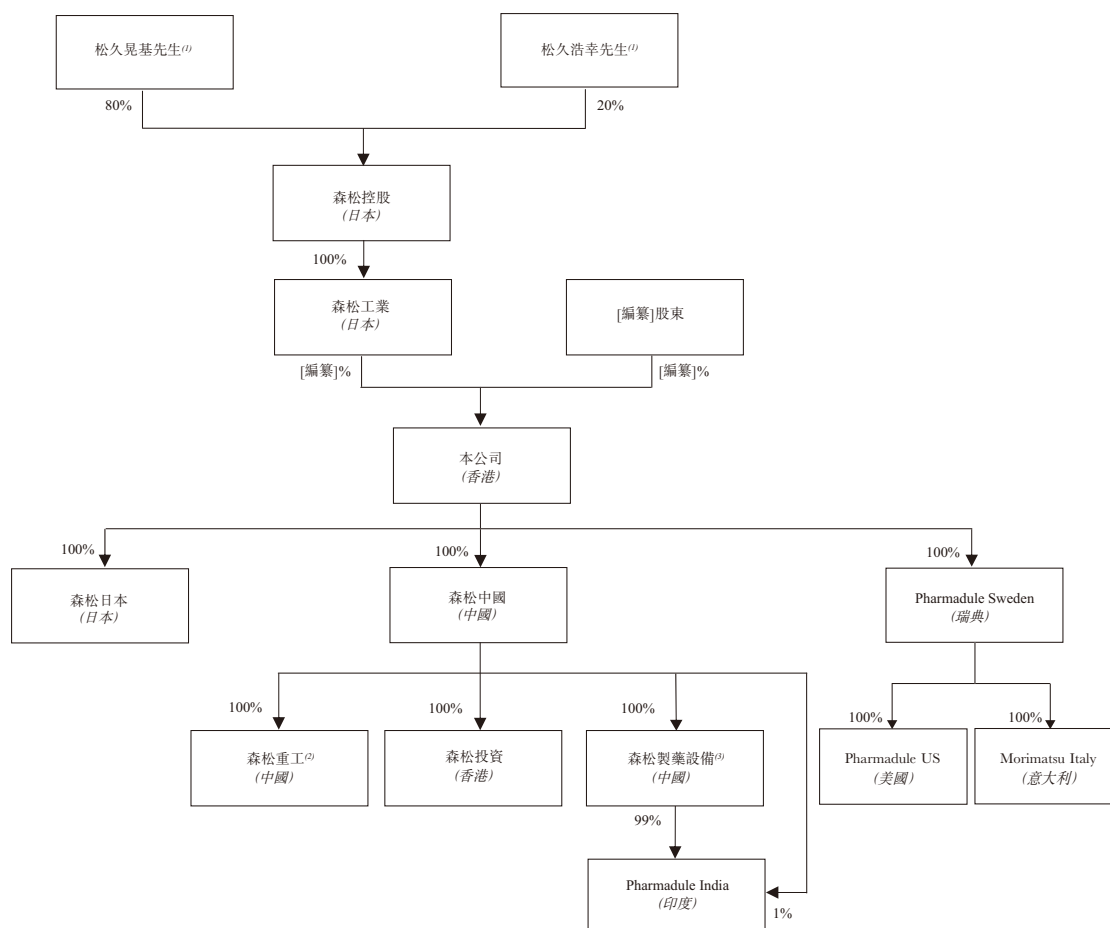 松久晃基先生(1)
松久浩幸先生(1)
80%
20%
森松控股
(日本)
100%
森松工業
(日本)
[編纂]股東
[編纂]%
[編纂]%
本公司
(香港)
100%
100%
100%
森松日本
(日本)
森松中國
(中國)
Pharmadule Sweden
(瑞典)
100%
100%
100%
100%
100%
森松重工(2)
(中國)
森松投資
(香港)
森松製藥設備(3)
(中國)
Pharmadule US
(美國)
Morimatsu Italy
(意大利)
99%
Pharmadule India
(印度)
1%